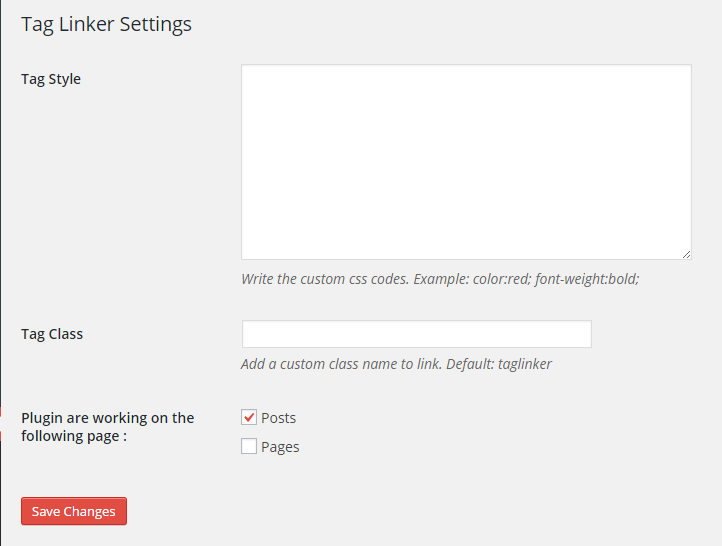 Tag Linker Settings
Tag Style
Write the custom css codes. Example: color:red; font-weight:bold;
Tag Class
Add a custom class name to link. Default: taglinker
Plugin are working on the
following page :
Posts
Pages
Save Changes